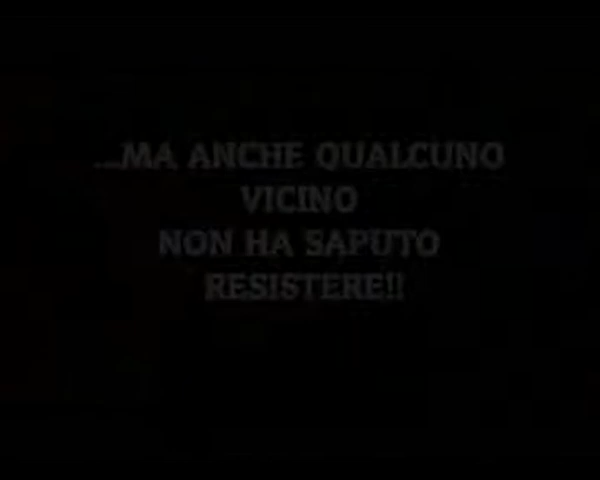 ...MA ANCHE QUALCUNO
VICINO
NON HA SAPUTO
RESISTERE!!